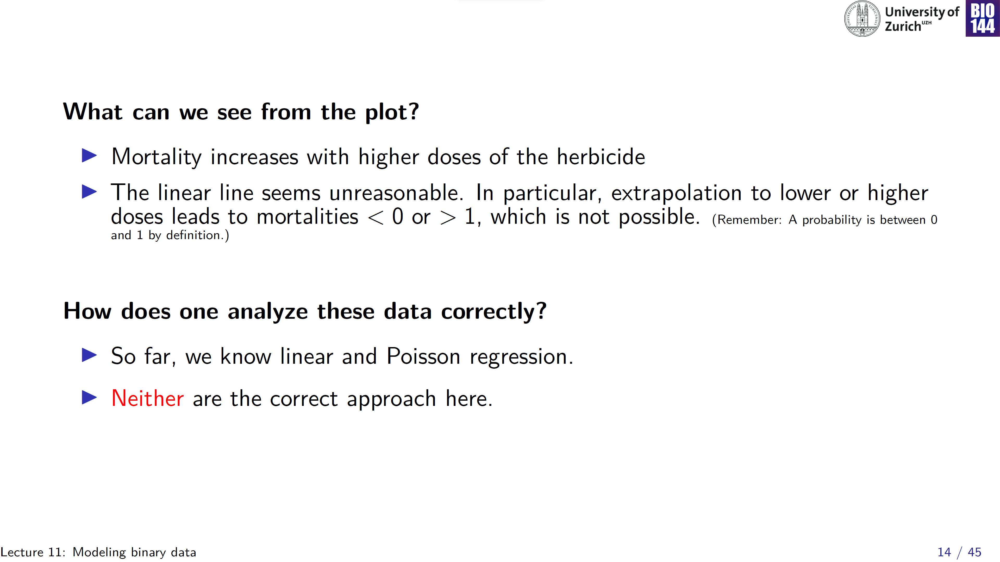 University of
Zurich UZH
BIO
144
What can we see from the plot?
Mortality increases with higher doses of the herbicide
The linear line seems unreasonable. In particular, extrapolation to lower or higher
doses leads to mortalities < 0 or > 1, which is not possible. (Remember: A probability is between 0
and 1 by definition.)
How does one analyze these data correctly?
So far, we know linear and Poisson regression.
Neither are the correct approach here.
Lecture 11: Modeling binary data
14 / 45